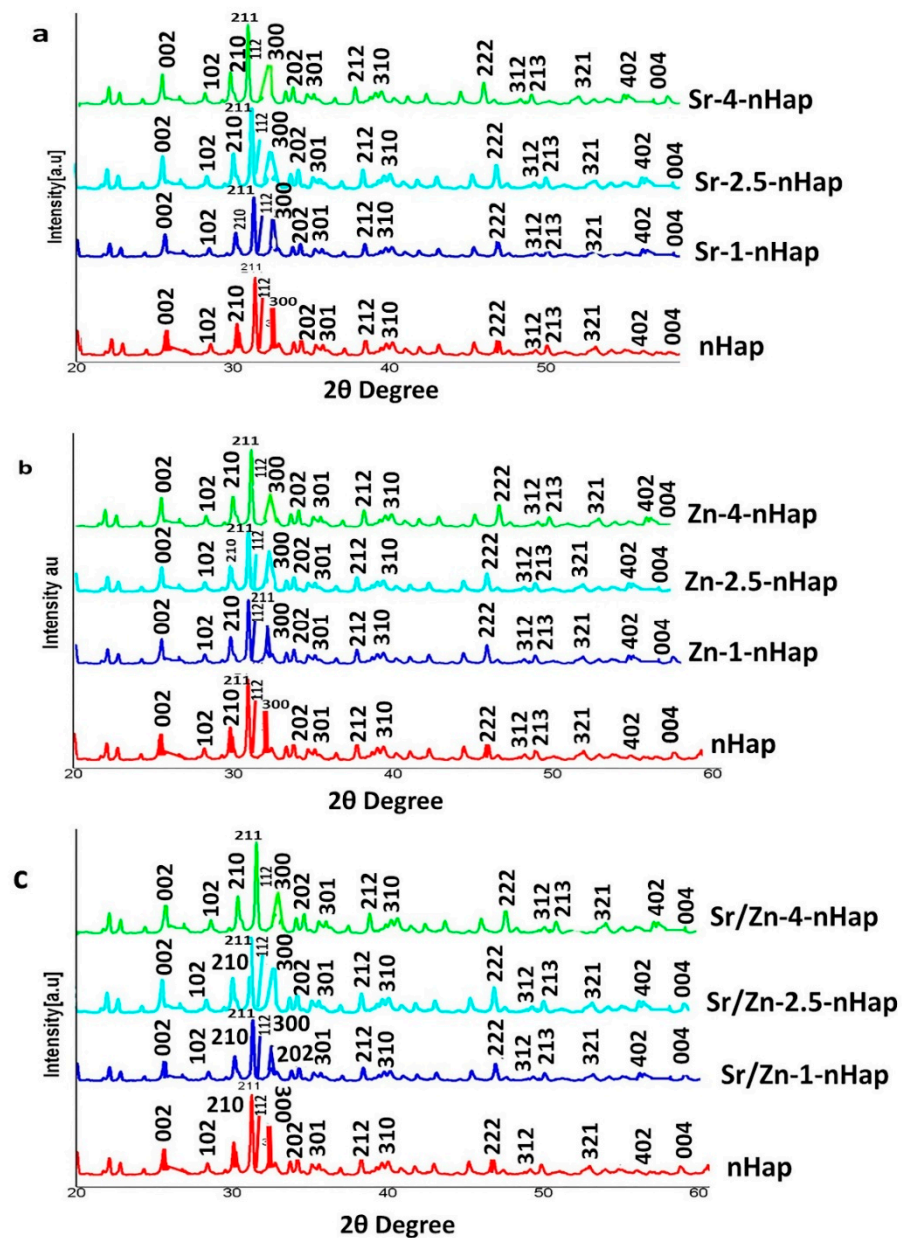 a
Intensity[a.u]
002 102 210 211 112 300 202 301 212 310 222 312 213 321 402 004
Sr-4-nHap
002 102 210 211 112 300 202 301 212 310 222 312 213 321 402 004
Sr-2.5-nHap
002 102 210 211 112 300 202 301 212 310 222 312 213 321 402 004
Sr-1-nHap
002 102 210 211 112 300 202 301 212 310 222 312 213 321 402 004
nHap
20 30 40 50
2θ Degree
b
Intensity au
002 102 210 211 112 300 202 301 212 310 222 312 213 321 402 004
Zn-4-nHap
002 102 210 211 112 300 202 301 212 310 222 312 213 321 402 004
Zn-2.5-nHap
002 102 210 112 211 300 202 301 212 310 222 312 213 321 402 004
Zn-1-nHap
002 102 210 211 112 300 202 301 212 310 222 312 213 321 402 004
nHap
20 30 40 50 60
2θ Degree
c
Intensity[a.u]
002 102 210 211 112 300 202 301 212 310 222 312 213 321 402 004
Sr/Zn-4-nHap
002 102 210 211 112 300 202 301 212 310 222 312 213 321 402 004
Sr/Zn-2.5-nHap
002 102 210 211 112 300 202 301 212 310 222 312 213 321 402 004
Sr/Zn-1-nHap
002 102 210 211 112 300 202 301 212 310 222 312 321 402 004
nHap
20 30 40 50 60
2θ Degree